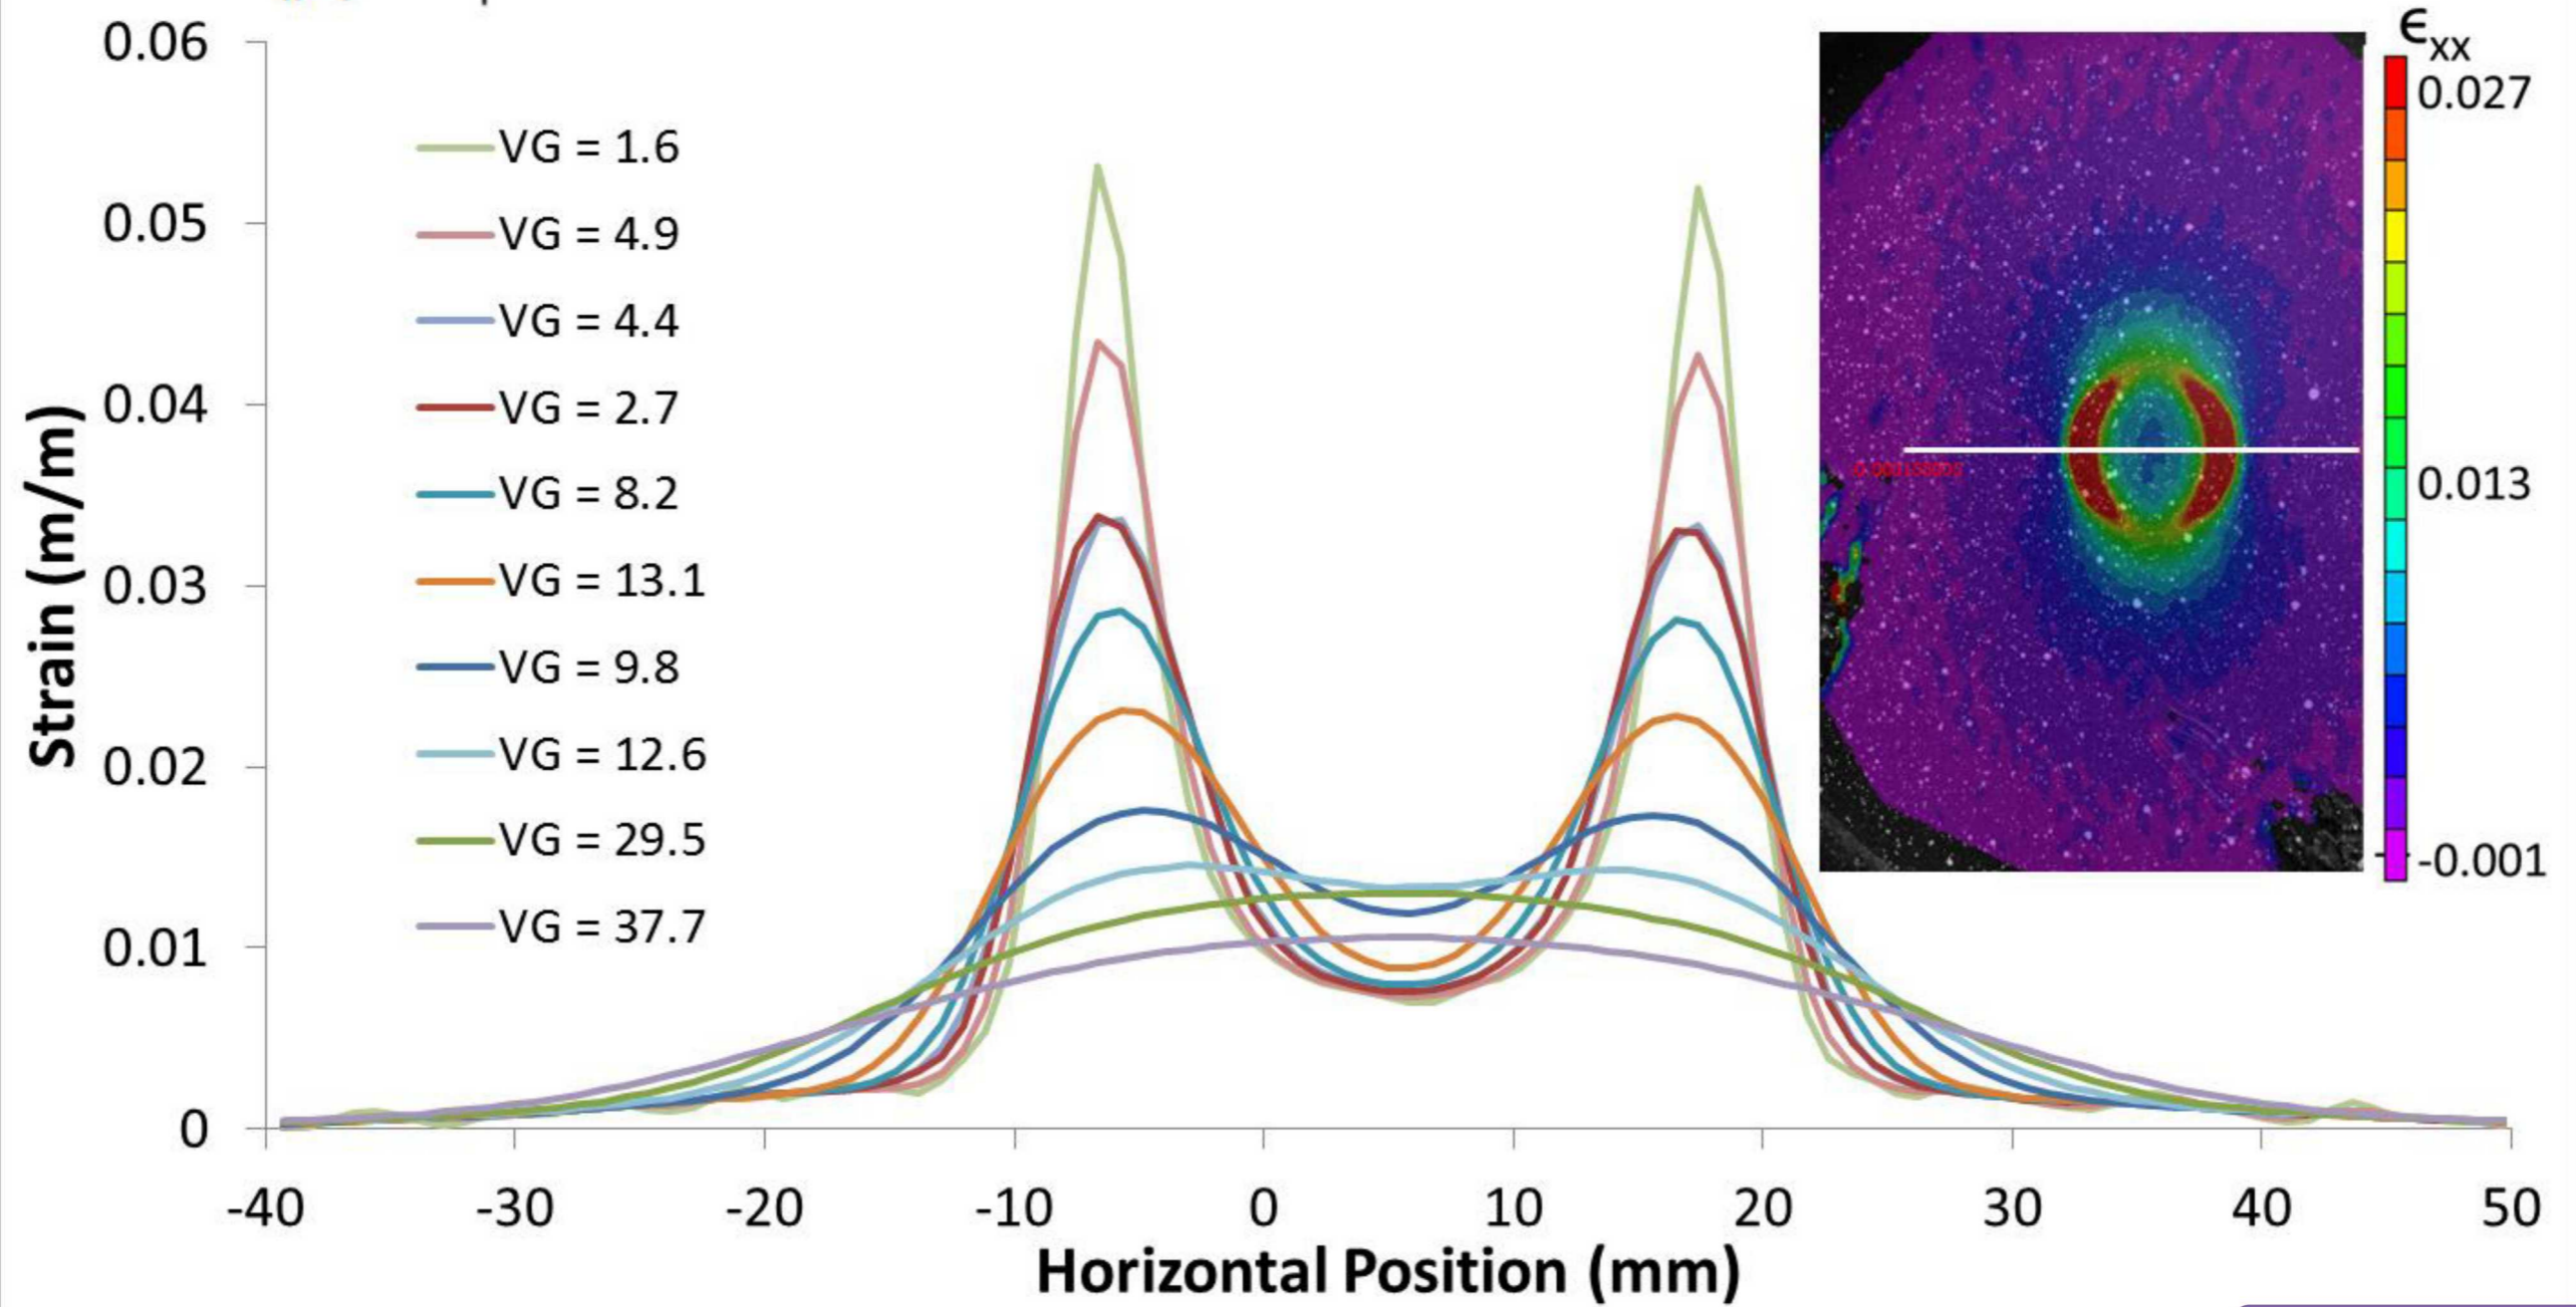 0.06
0.05
0.04
0.03
0.02
0.01
0
Strain (m/m)
VG = 1.6
VG = 4.9
VG = 4.4
VG = 2.7
VG = 8.2
VG = 13.1
VG = 9.8
VG = 12.6
VG = 29.5
VG = 37.7
-40 -30 -20 -10 0 10 20 30 40 50
Horizontal Position (mm)
ϵxx
0.027
0.013
-0.001